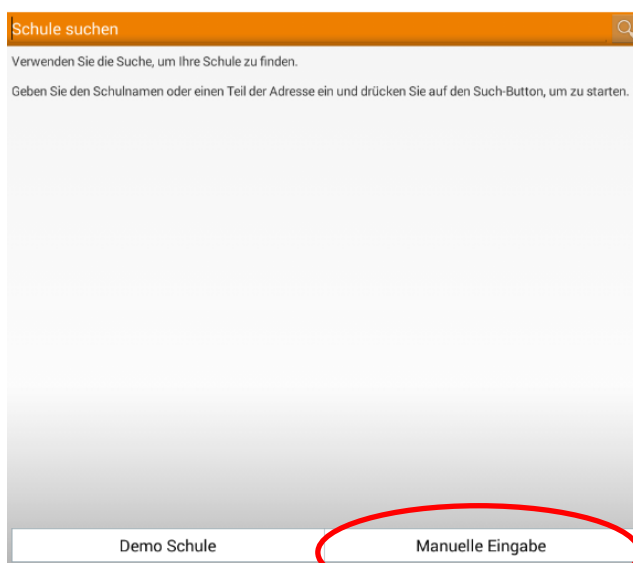 Schule suchen
Verwenden Sie die Suche, um Ihre Schule zu finden.
Geben Sie den Schulnamen oder einen Teil der Adresse ein und drücken Sie auf den Such-Button, um zu starten.
Demo Schule
Manuelle Eingabe